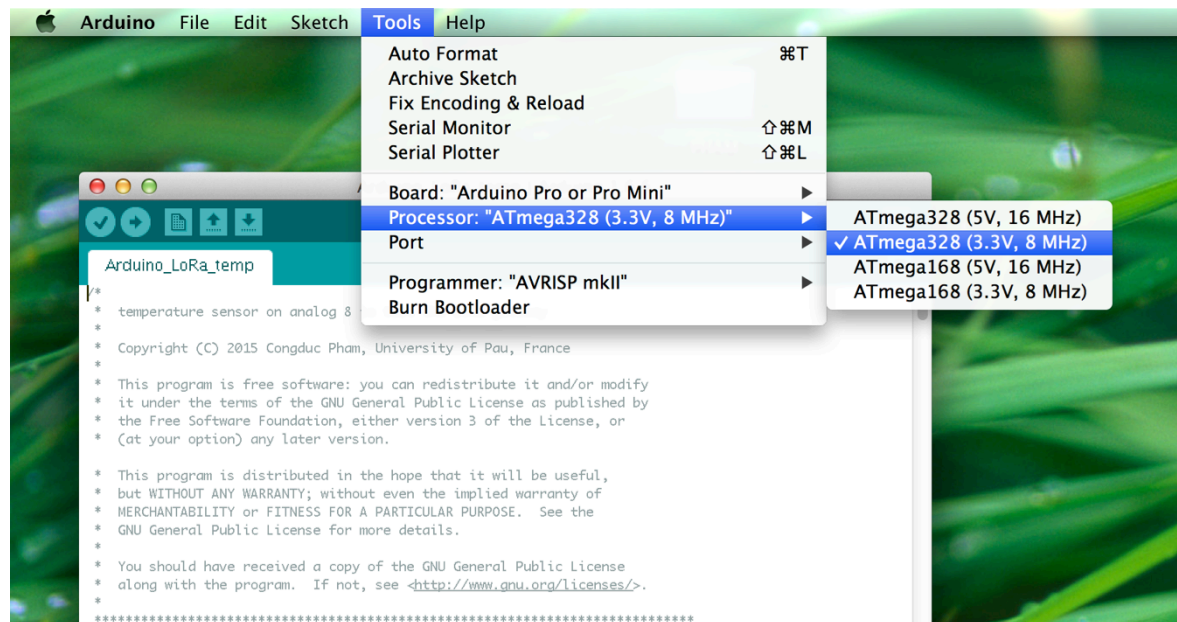 Arduino File Edit Sketch Tools Help
Auto Format ⌘T
Archive Sketch
Fix Encoding & Reload
Serial Monitor ⇧⌘M
Serial Plotter ⇧⌘L
Board: "Arduino Pro or Pro Mini"
Processor: "ATmega328 (3.3V, 8 MHz)"
Port
Programmer: "AVRISP mkII"
Burn Bootloader
ATmega328 (5V, 16 MHz)
✓ ATmega328 (3.3V, 8 MHz)
ATmega168 (5V, 16 MHz)
ATmega168 (3.3V, 8 MHz)
Arduino_LoRa_temp
/*
* temperature sensor on analog 8
*
* Copyright (C) 2015 Congduc Pham, University of Pau, France
*
* This program is free software: you can redistribute it and/or modify
* it under the terms of the GNU General Public License as published by
* the Free Software Foundation, either version 3 of the License, or
* (at your option) any later version.
* This program is distributed in the hope that it will be useful,
* but WITHOUT ANY WARRANTY; without even the implied warranty of
* MERCHANTABILITY or FITNESS FOR A PARTICULAR PURPOSE. See the
* GNU General Public License for more details.
*
* You should have received a copy of the GNU General Public License
* along with the program. If not, see <http://www.gnu.org/licenses/>.
*
*****************************************************************************